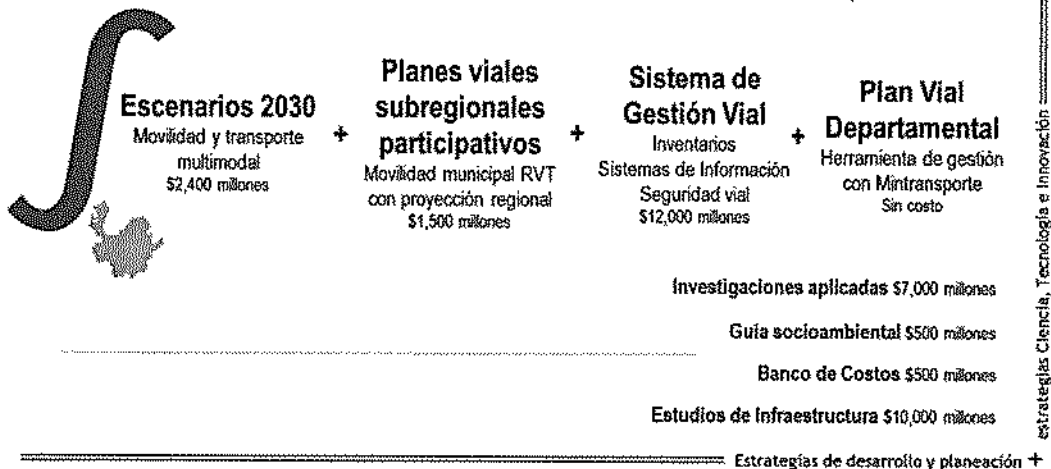 Escenarios 2030
Movilidad y transporte
multimodal
$2,400 millones
+
Planes viales
subregionales
participativos
Movilidad municipal RVT
con proyección regional
$1,500 millones
+
Sistema de
Gestión Vial
Inventarios
Sistemas de Información
Seguridad vial
$12,000 millones
+
Plan Vial
Departamental
Herramienta de gestión
con Mintransporte
Sin costo
Investigaciones aplicadas $7,000 millones
Guía socioambiental $500 millones
Banco de Costos $500 millones
Estudios de Infraestructura $10,000 millones
Estrategias de desarrollo y planeación +
estrategias Ciencia, Tecnología e Innovación